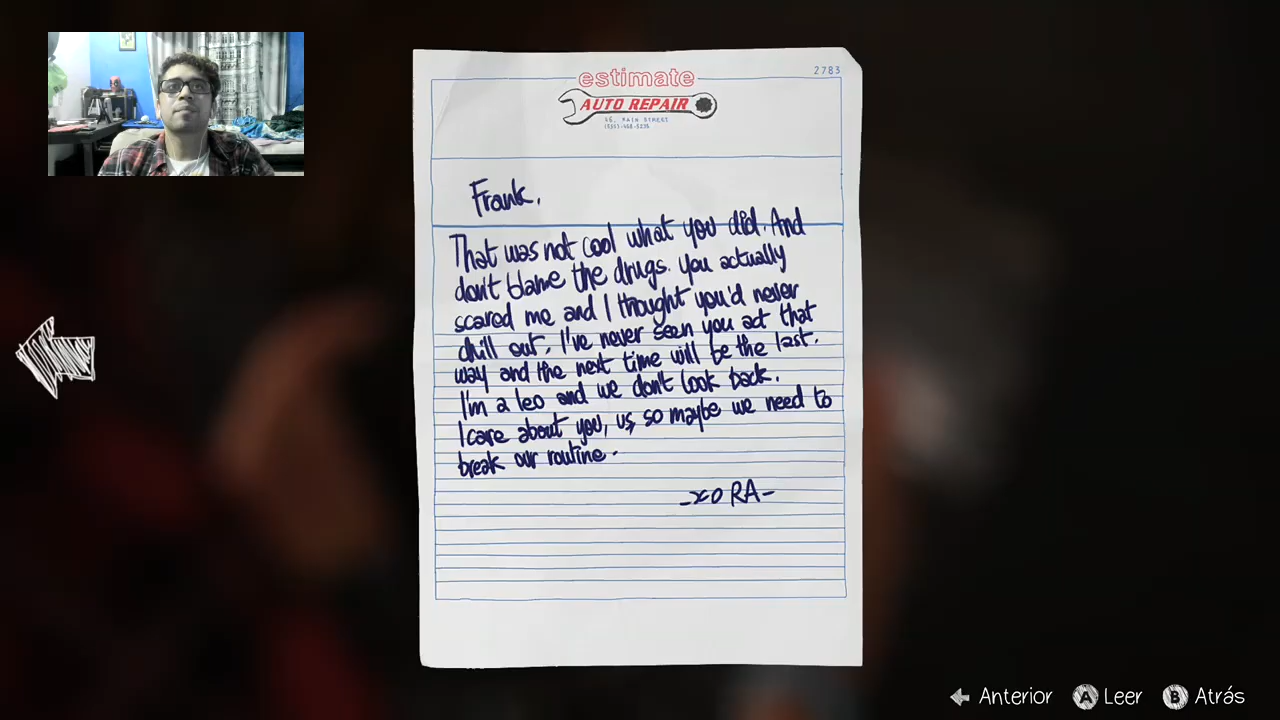 estimate
2783
AUTO REPAIR
Frank,
That was not cool what you did. And
don't blame the drugs. You actually
scared me and I thought you'd never
chill out. I've never seen you act that
way and the next time will be the last.
I'm a leo and we don't look back.
I care about you, us, so maybe we need to
break our routine.
-xo RA-
Anterior
A Leer
B Atrás